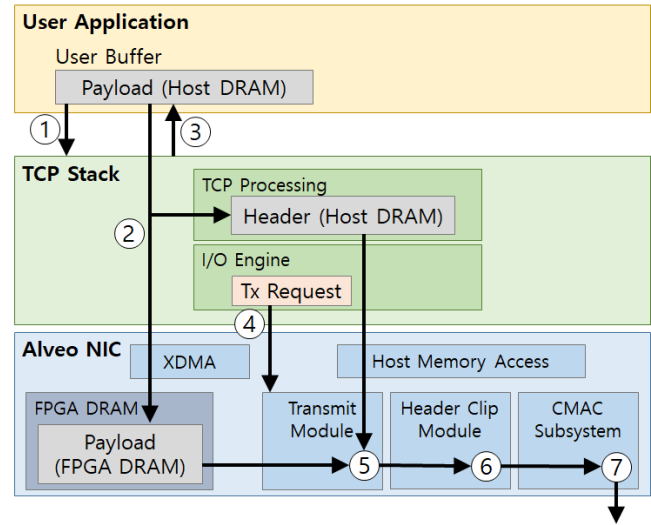 User Application
User Buffer
Payload (Host DRAM)
1
3
TCP Stack
TCP Processing
Header (Host DRAM)
2
I/O Engine
Tx Request
4
Alveo NIC
XDMA
Host Memory Access
FPGA DRAM
Payload
(FPGA DRAM)
Transmit
Module
5
Header Clip
Module
6
CMAC
Subsystem
7